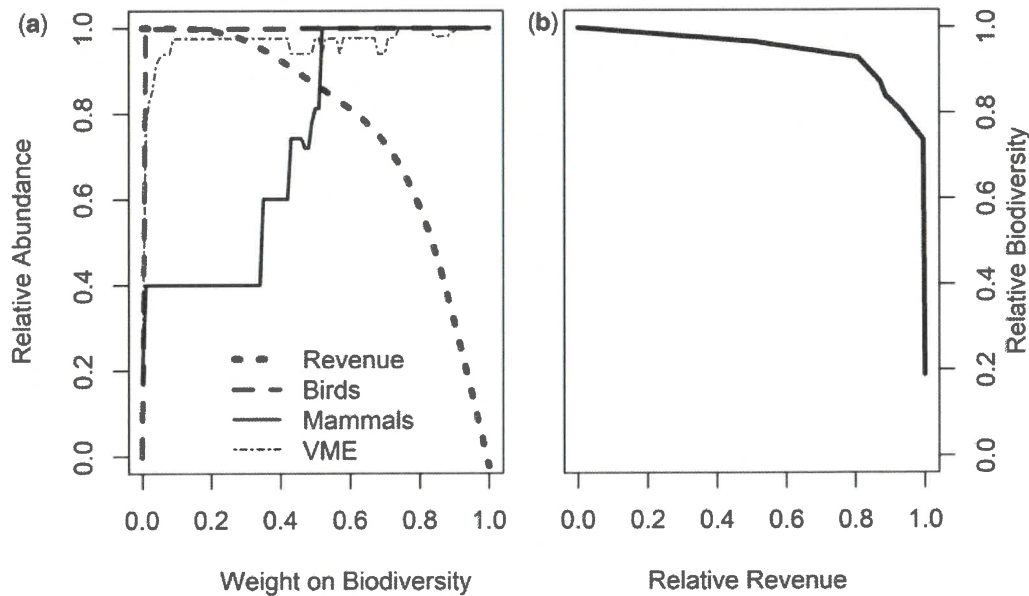 (a)
(b)
1.0
0.8
0.6
0.4
0.2
0.0
Relative Abundance
Revenue
Birds
Mammals
VME
0.0 0.2 0.4 0.6 0.8 1.0
Weight on Biodiversity
1.0
0.8
0.6
0.4
0.2
0.0
Relative Biodiversity
0.0 0.2 0.4 0.6 0.8 1.0
Relative Revenue